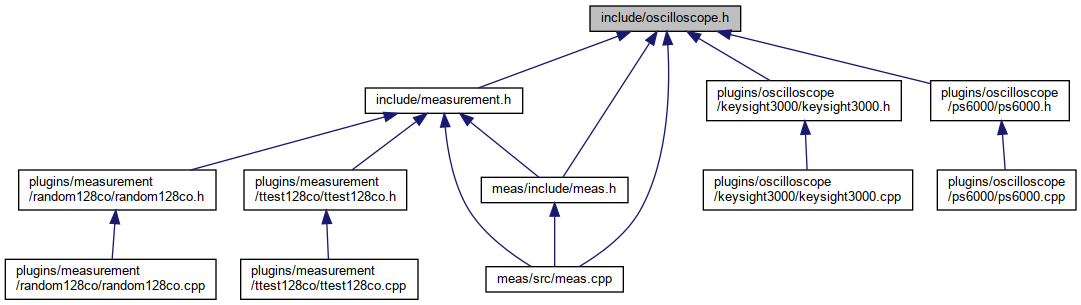 include/oscilloscope.h
include/measurement.h
plugins/oscilloscope
/keysight3000/keysight3000.h
plugins/oscilloscope
/ps6000/ps6000.h
plugins/measurement
/random128co/random128co.h
plugins/measurement
/ttest128co/ttest128co.h
meas/include/meas.h
plugins/oscilloscope
/keysight3000/keysight3000.cpp
plugins/oscilloscope
/ps6000/ps6000.cpp
plugins/measurement
/random128co/random128co.cpp
plugins/measurement
/ttest128co/ttest128co.cpp
meas/src/meas.cpp